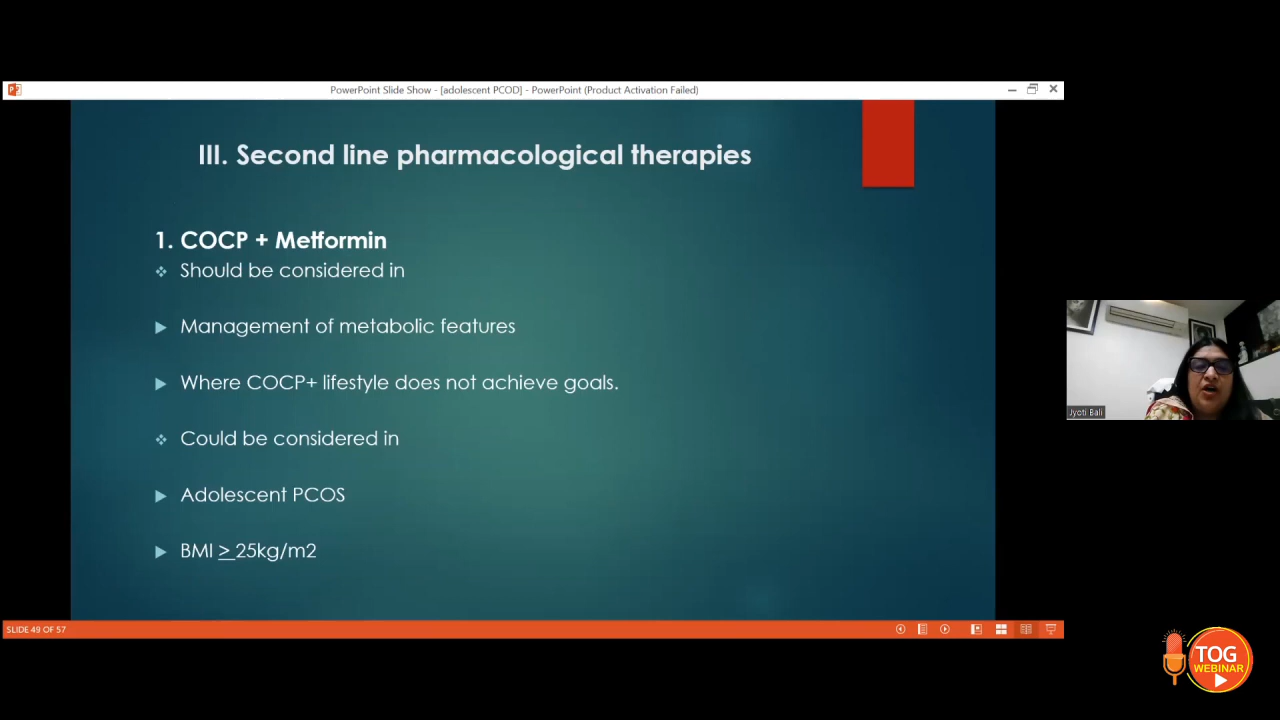 PowerPoint Slide Show - [adolescent PCOD] - PowerPoint (Product Activation Failed)
III. Second line pharmacological therapies
1. COCP + Metformin
Should be considered in
Management of metabolic features
Where COCP+ lifestyle does not achieve goals.
Could be considered in
Adolescent PCOS
BMI > 25kg/m2
SLIDE 49 OF 57
Jyoti Bali
TOG
WEBINAR